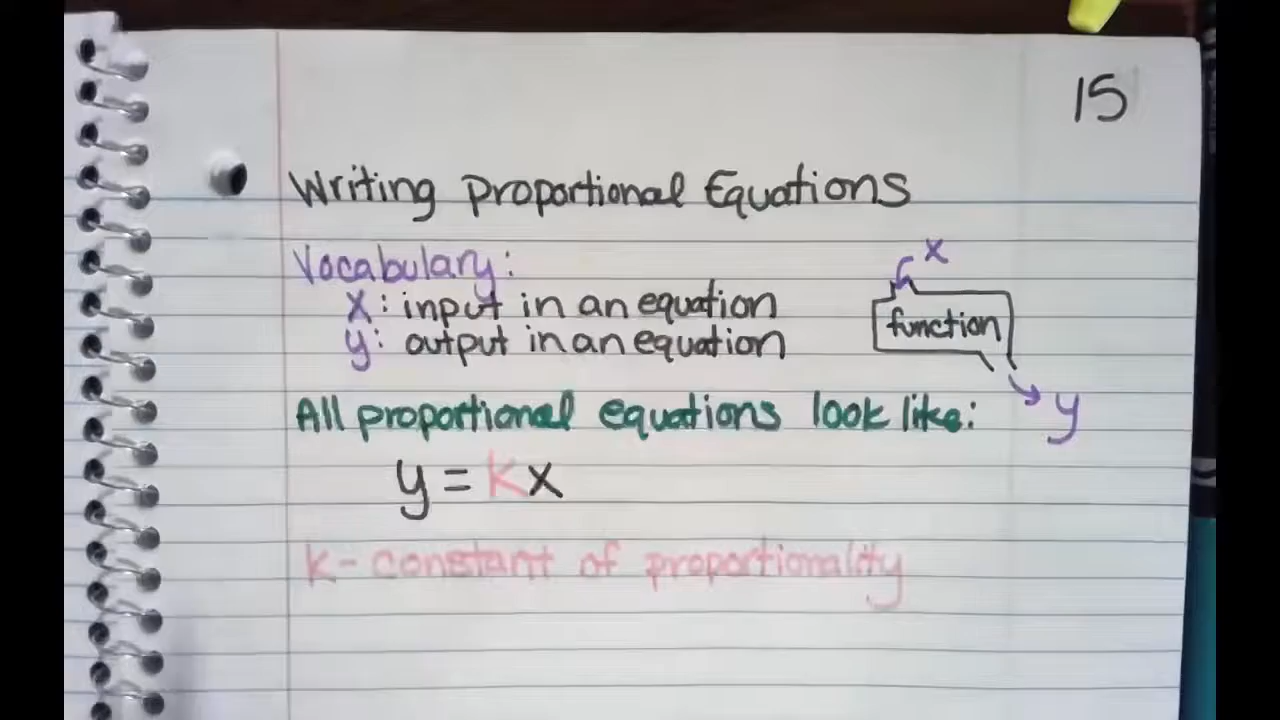 15
Writing Proportional Equations
Vocabulary:
x: input in an equation
y: output in an equation
x
function
y
All proportional equations look like:
y = kx
k - constant of proportionality